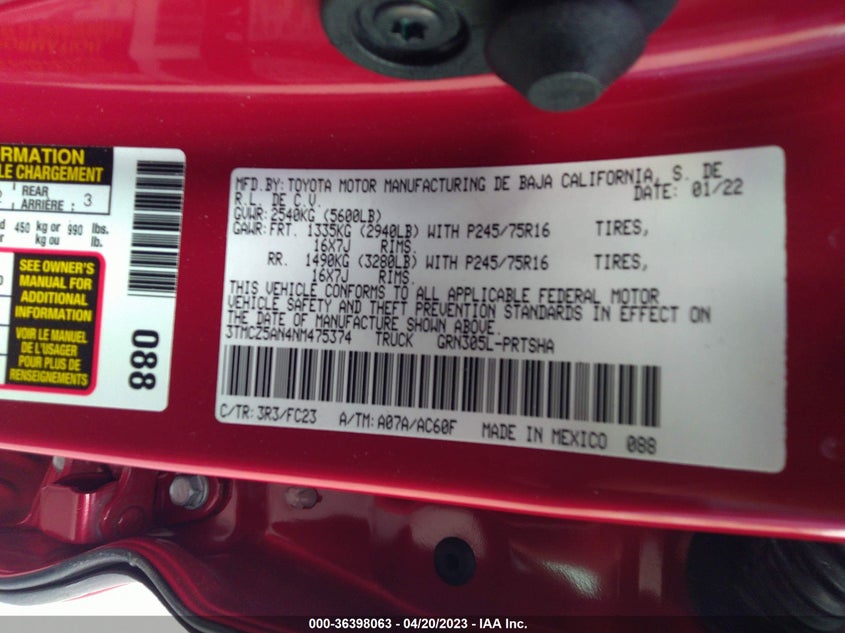 RMATION
LE CHARGEMENT
REAR
ARRIÈRE : 3
450 kg or 990 lbs.
kg ou lb.
SEE OWNER'S
MANUAL FOR
ADDITIONAL
INFORMATION
VOIR LE MANUEL
DE L'USAGER
POUR PLUS DE
RENSEIGNEMENTS
088
MFD.BY:TOYOTA MOTOR MANUFACTURING DE BAJA CALIFORNIA, S. DE
R.L. DE C.V. DATE: 01/22
GVWR:2540KG (5600LB)
GAWR:FRT. 1335KG (2940LB) WITH P245/75R16 TIRES,
16X7J RIMS.
RR. 1490KG (3280LB) WITH P245/75R16 TIRES,
16X7J RIMS.
THIS VEHICLE CONFORMS TO ALL APPLICABLE FEDERAL MOTOR
VEHICLE SAFETY AND THEFT PREVENTION STANDARDS IN EFFECT ON
THE DATE OF MANUFACTURE SHOWN ABOVE.
3TMCZ5AN4NM475374 TRUCK GRN305L-PRTSHA
C/TR:3R3/FC23 A/TM:A07A/AC60F MADE IN MEXICO 088
000-36398063 - 04/20/2023 - IAA Inc.